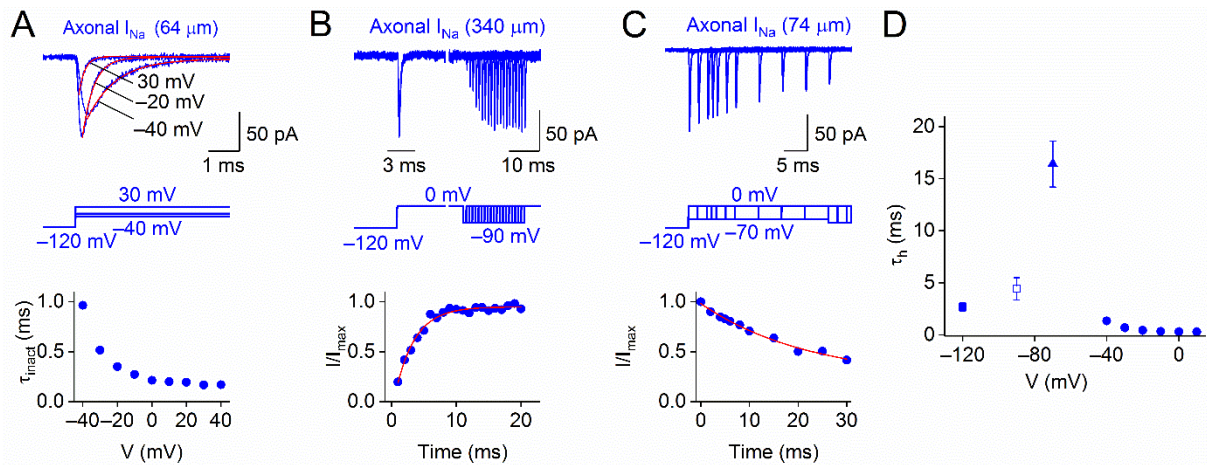 A
Axonal I_Na (64 μm)
30 mV
−20 mV
−40 mV
50 pA
1 ms
30 mV
−40 mV
−120 mV
τ_inact (ms)
1.0
0.5
0.0
−40 −20 0 20 40
V (mV)
B
Axonal I_Na (340 μm)
50 pA
3 ms
10 ms
0 mV
−120 mV
−90 mV
I/I_max
1.0
0.5
0.0
0 10 20
Time (ms)
C
Axonal I_Na (74 μm)
50 pA
5 ms
0 mV
−120 mV
−70 mV
I/I_max
1.0
0.5
0.0
0 10 20 30
Time (ms)
D
τ_h (ms)
20
15
10
5
0
−120 −80 −40 0
V (mV)